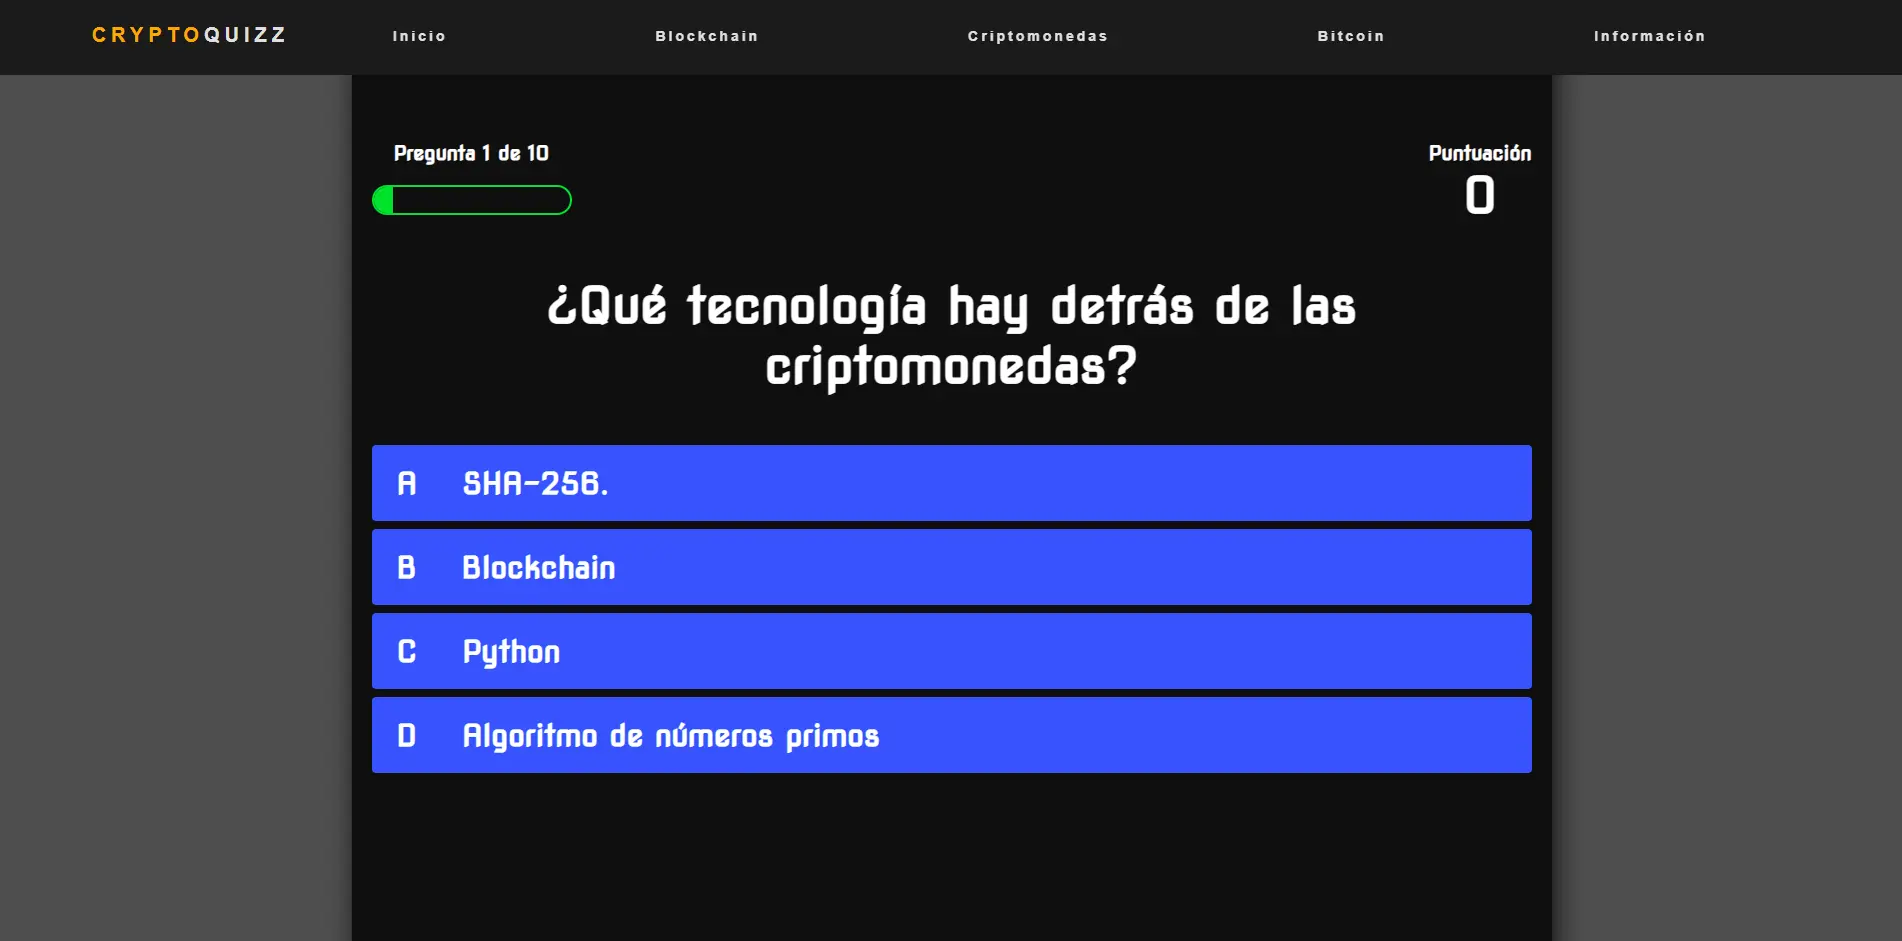 CRYPTOQUIZZ Inicio Blockchain Criptomonedas Bitcoin Información
Pregunta 1 de 10
Puntuación
0
¿Qué tecnología hay detrás de las
criptomonedas?
A SHA-256.
B Blockchain
C Python
D Algoritmo de números primos